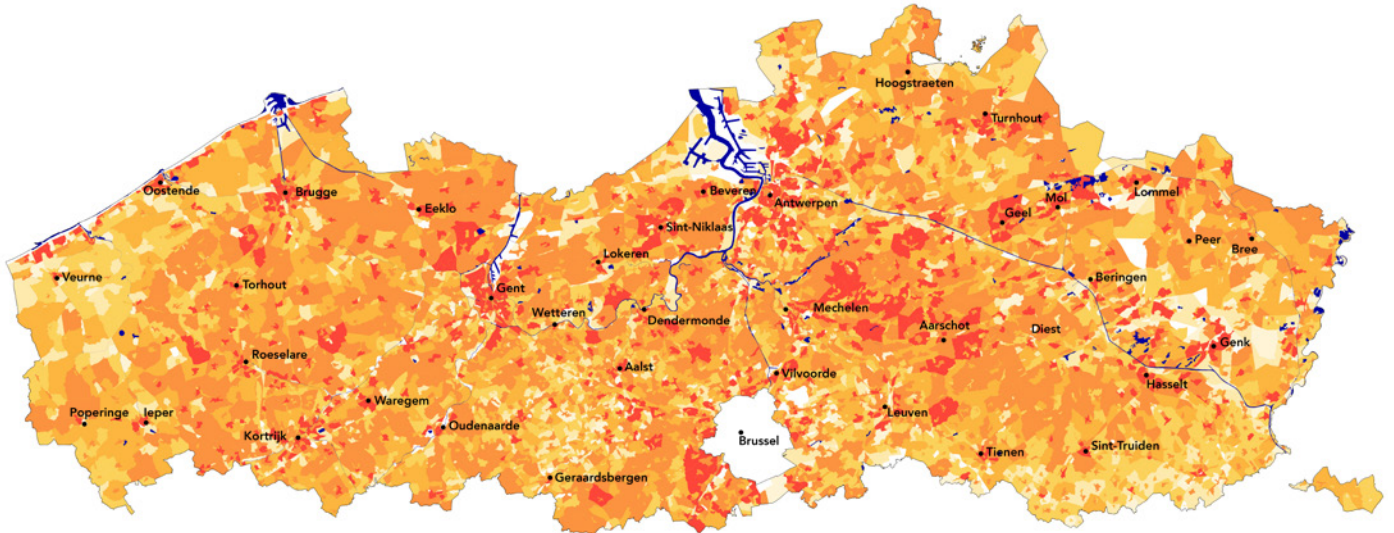 Hoogstraeten
Turnhout
Oostende
Brugge
Beveren
Antwerpen
Lommel
Mol
Eeklo
Geel
Sint-Niklaas
Peer
Bree
Lokeren
Veurne
Torhout
Beringen
Gent
Wetteren
Dendermonde
Mechelen
Aarschot
Diest
Genk
Roeselare
Aalst
Vilvoorde
Hasselt
Waregem
Poperinge
Ieper
Leuven
Oudenaarde
Kortrijk
Brussel
Tienen
Sint-Truiden
Geraardsbergen